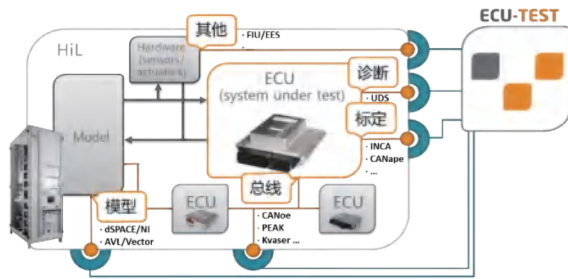 ECU-TEST
HiL
Hardware
(sensors/
actuators)
其他
· FIU/EES
...
ECU
(system under test)
诊断
· UDS
标定
· INCA
· CANape
· ...
Model
模型
· dSPACE/NI
· AVL/Vector
ECU
总线
· CANoe
· PEAK
· Kvaser ...
ECU